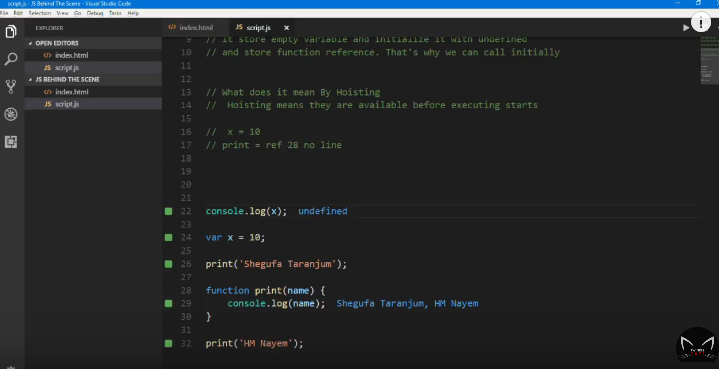 script.js - JS Behind The Scene - Visual Studio Code
File Edit Selection View Go Debug Tasks Help
EXPLORER
OPEN EDITORS
index.html
JS script.js
JS BEHIND THE SCENE
index.html
JS script.js
index.html JS script.js
9 // it store empty variable and initialize it with undefined
10 // and store function reference. That's why we can call initially
11
12
13 // What does it mean By Hoisting
14 // Hoisting means they are available before executing starts
15
16 // x = 10
17 // print = ref 28 no line
18
19
20
21
22 console.log(x); undefined
23
24 var x = 10;
25
26 print('Shegufa Taranjum');
27
28 function print(name) {
29 console.log(name); Shegufa Taranjum, HM Nayem
30 }
31
32 print('HM Nayem');